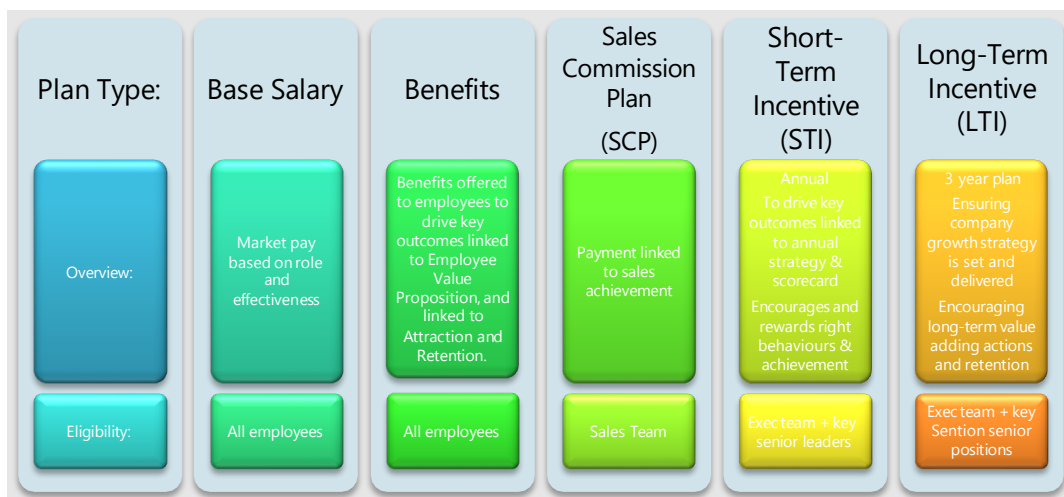 Plan Type:
Overview:
Eligibility:
Base Salary
Market pay
based on role
and
effectiveness
All employees
Benefits
Benefits offered
to employees to
drive key
outcomes linked
to Employee
Value
Proposition, and
linked to
Attraction and
Retention.
All employees
Sales
Commission
Plan
(SCP)
Payment linked
to sales
achievement
Sales Team
Short-
Term
Incentive
(STI)
Annual
To drive key
outcomes linked
to annual
strategy &
scorecard
Encourages and
rewards right
behaviours &
achievement
Exec team + key
senior leaders
Long-Term
Incentive
(LTI)
3 year plan
Ensuring
company
growth strategy
is set and
delivered
Encouraging
long-term value
adding actions
and retention
Exec team + key
Sention senior
positions